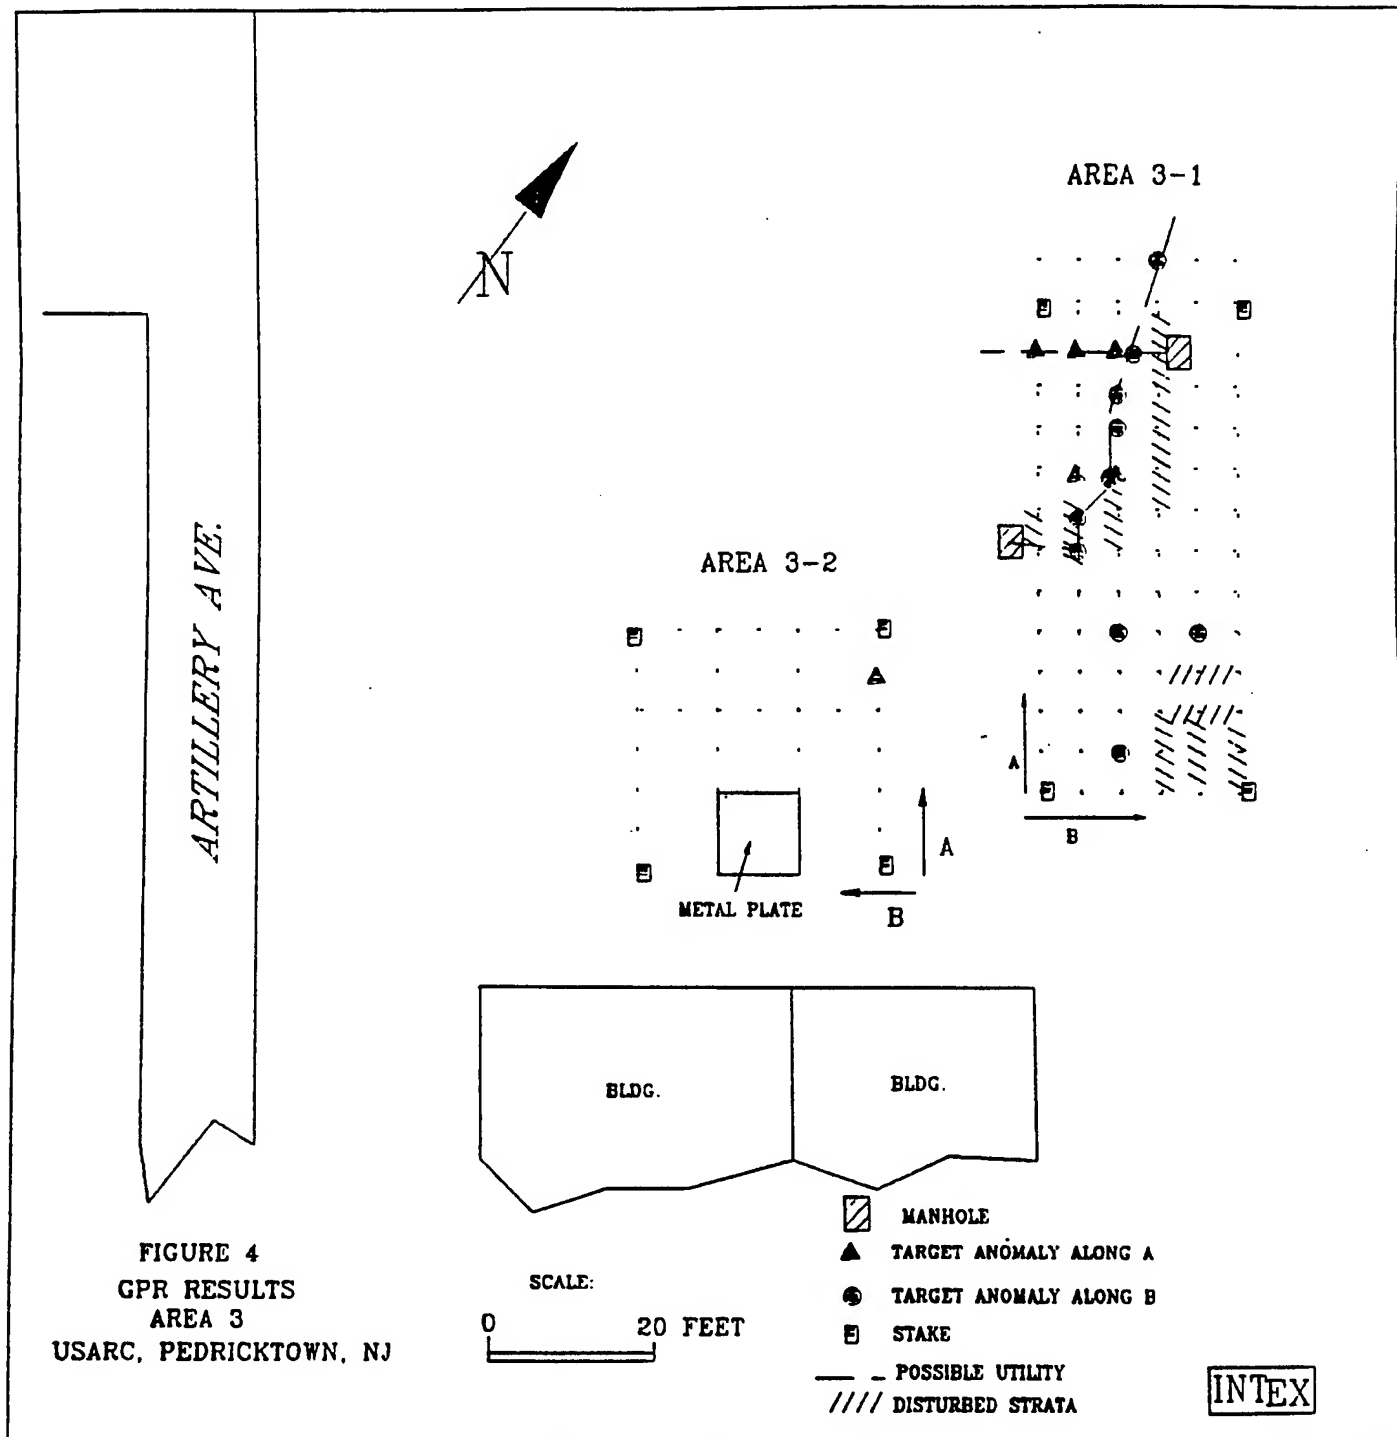 AREA 3-1
N
ARTILLERY AVE.
AREA 3-2
A
B
A
B
METAL PLATE
BLDG.
BLDG.
MANHOLE
TARGET ANOMALY ALONG A
TARGET ANOMALY ALONG B
STAKE
POSSIBLE UTILITY
DISTURBED STRATA
FIGURE 4
GPR RESULTS
AREA 3
USARC, PEDRICKTOWN, NJ
SCALE:
0 20 FEET
INTEX